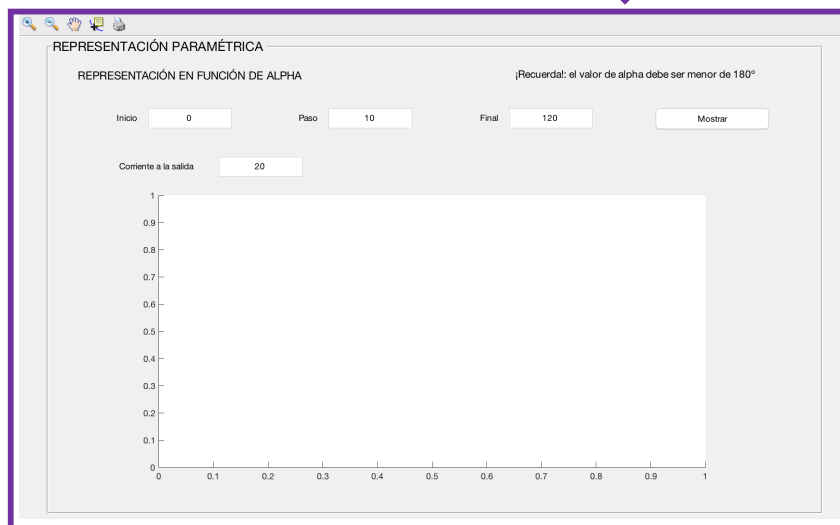 REPRESENTACIÓN PARAMÉTRICA
REPRESENTACIÓN EN FUNCIÓN DE ALPHA
¡Recuerda!: el valor de alpha debe ser menor de 180º
Inicio 0 Paso 10 Final 120 Mostrar
Corriente a la salida 20
1
0.9
0.8
0.7
0.6
0.5
0.4
0.3
0.2
0.1
0
0 0.1 0.2 0.3 0.4 0.5 0.6 0.7 0.8 0.9 1